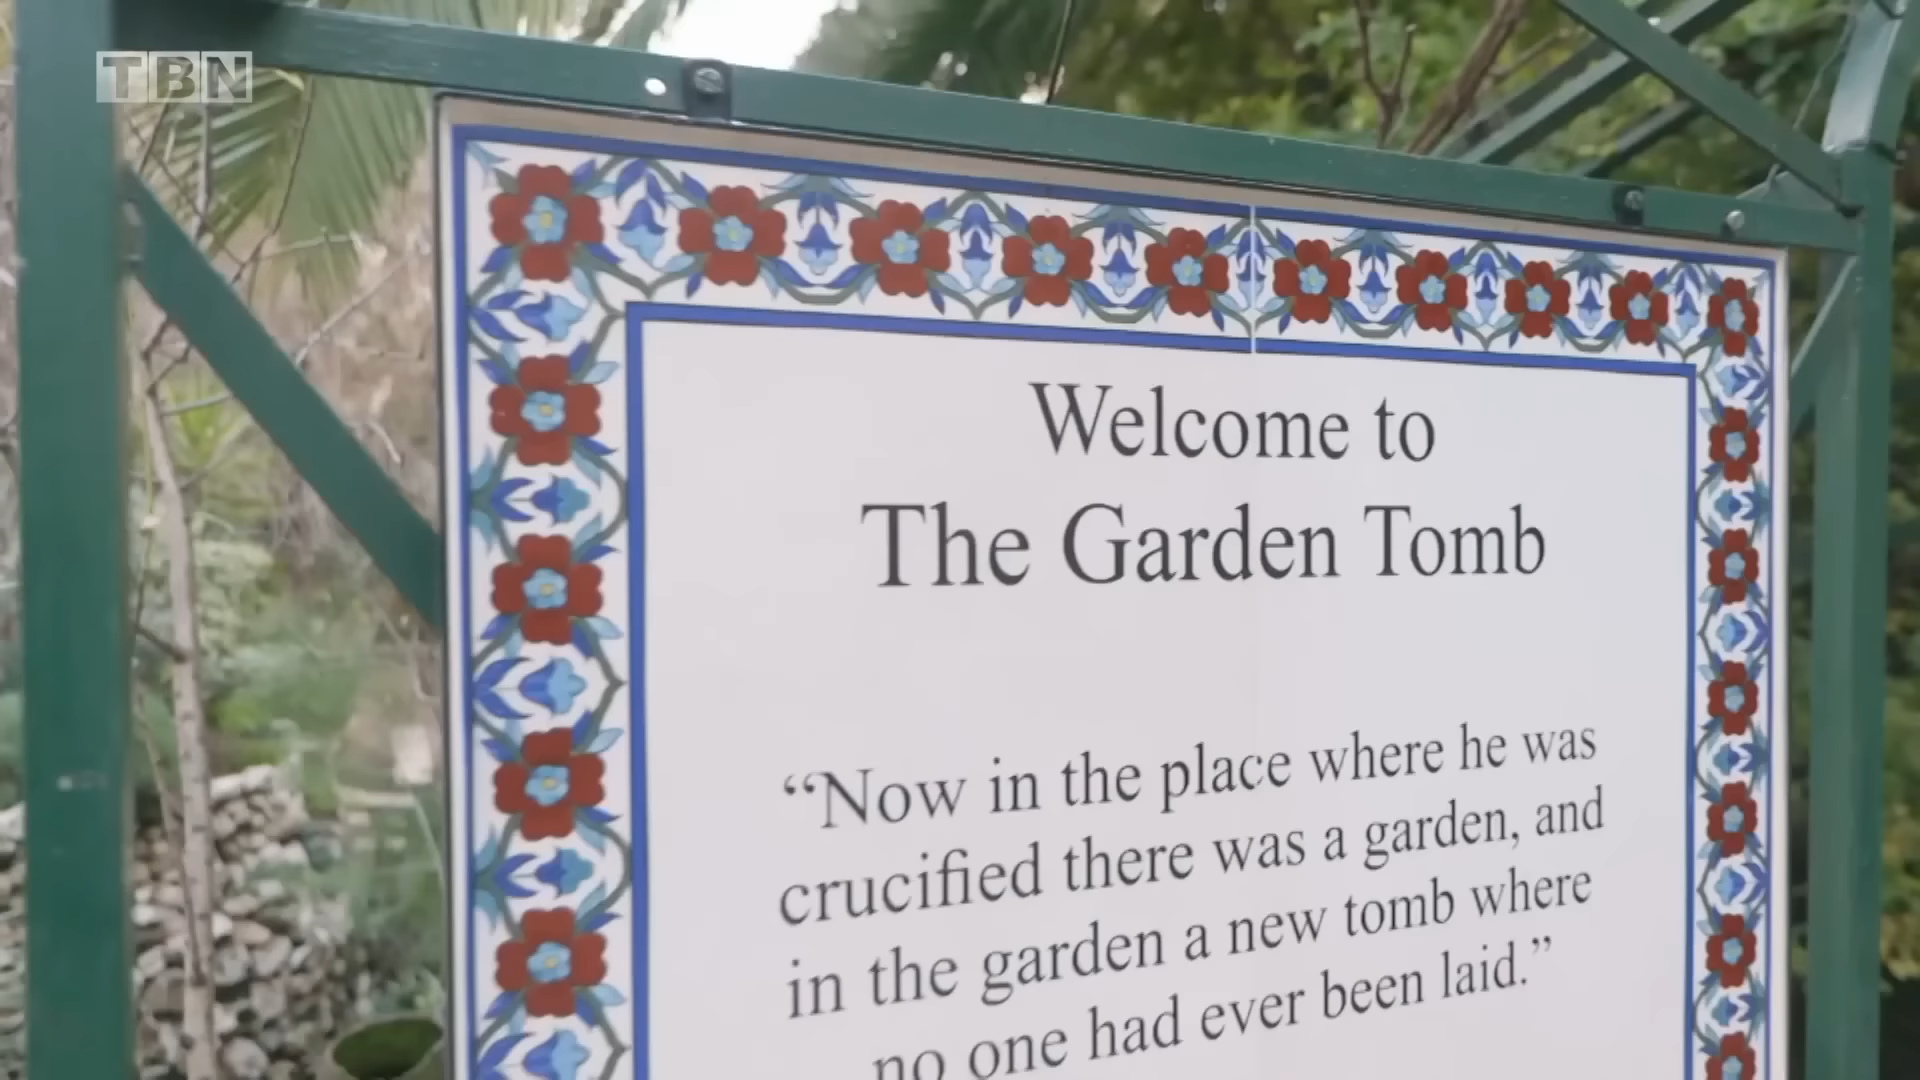 TBN
Welcome to
The Garden Tomb
“Now in the place where he was
crucified there was a garden, and
in the garden a new tomb where
no one had ever been laid.”